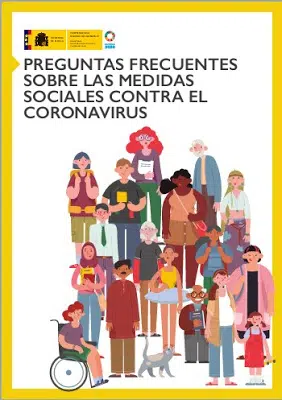 PREGUNTAS FRECUENTES
SOBRE LAS MEDIDAS
SOCIALES CONTRA EL
CORONAVIRUS